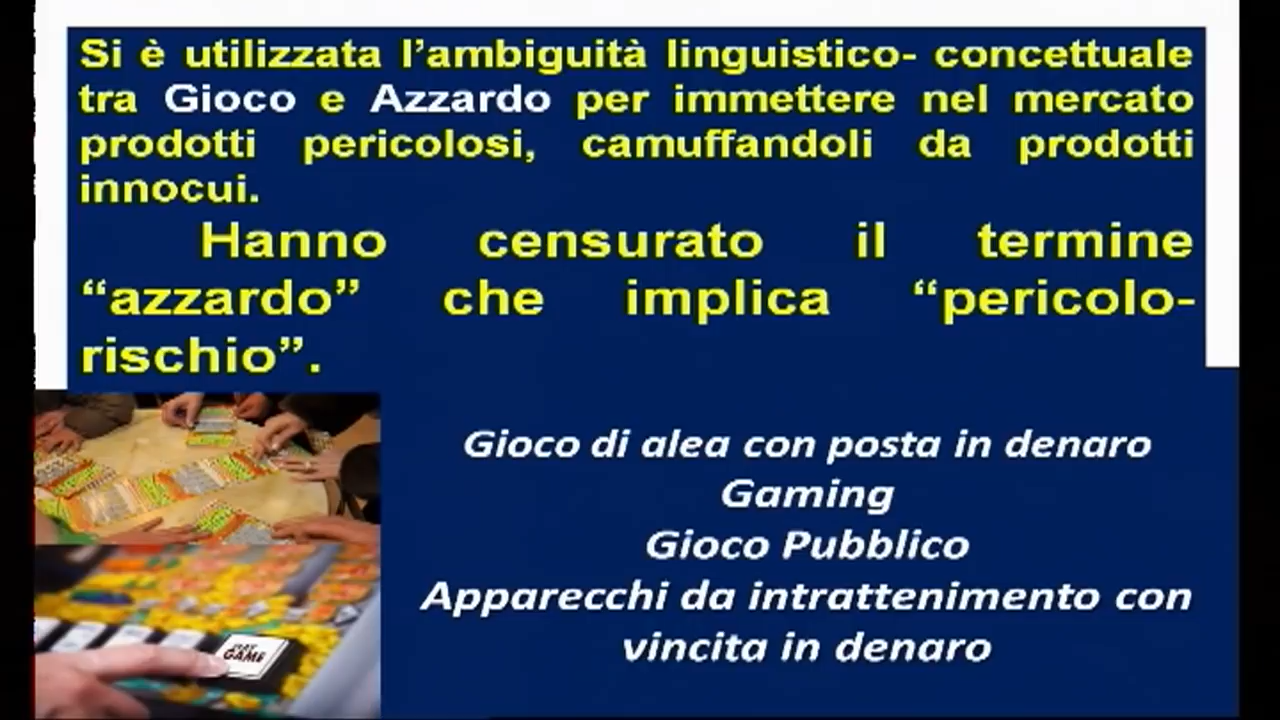 Si è utilizzata l’ambiguità linguistico- concettuale
tra Gioco e Azzardo per immettere nel mercato
prodotti pericolosi, camuffandoli da prodotti
innocui.
Hanno censurato il termine
“azzardo” che implica “pericolo-
rischio”.
Gioco di alea con posta in denaro
Gaming
Gioco Pubblico
Apparecchi da intrattenimento con
vincita in denaro
GAME